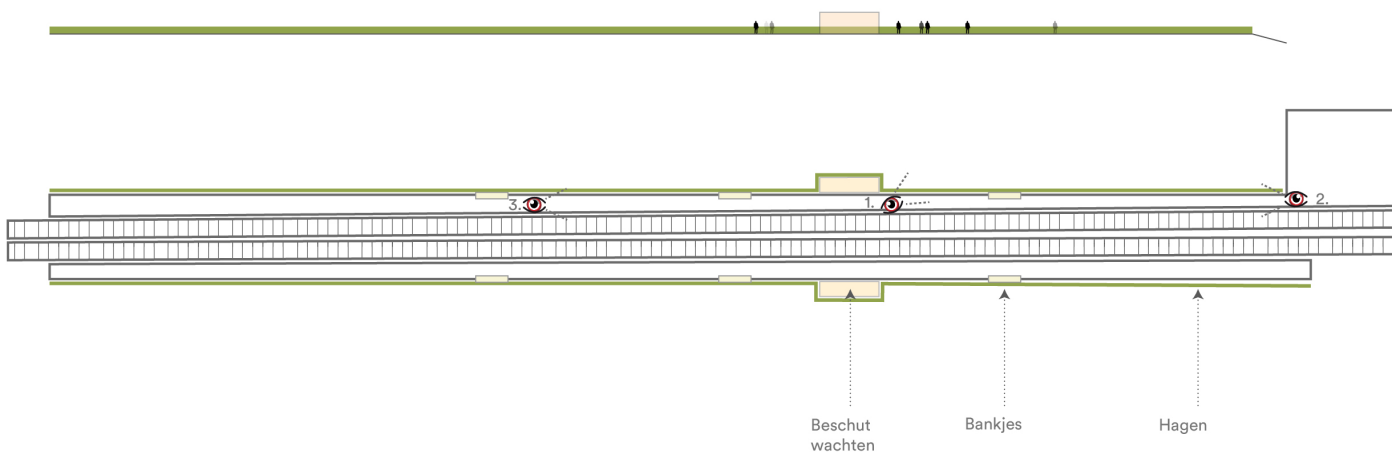 3.
1.
2.
Beschut
wachten
Bankjes
Hagen